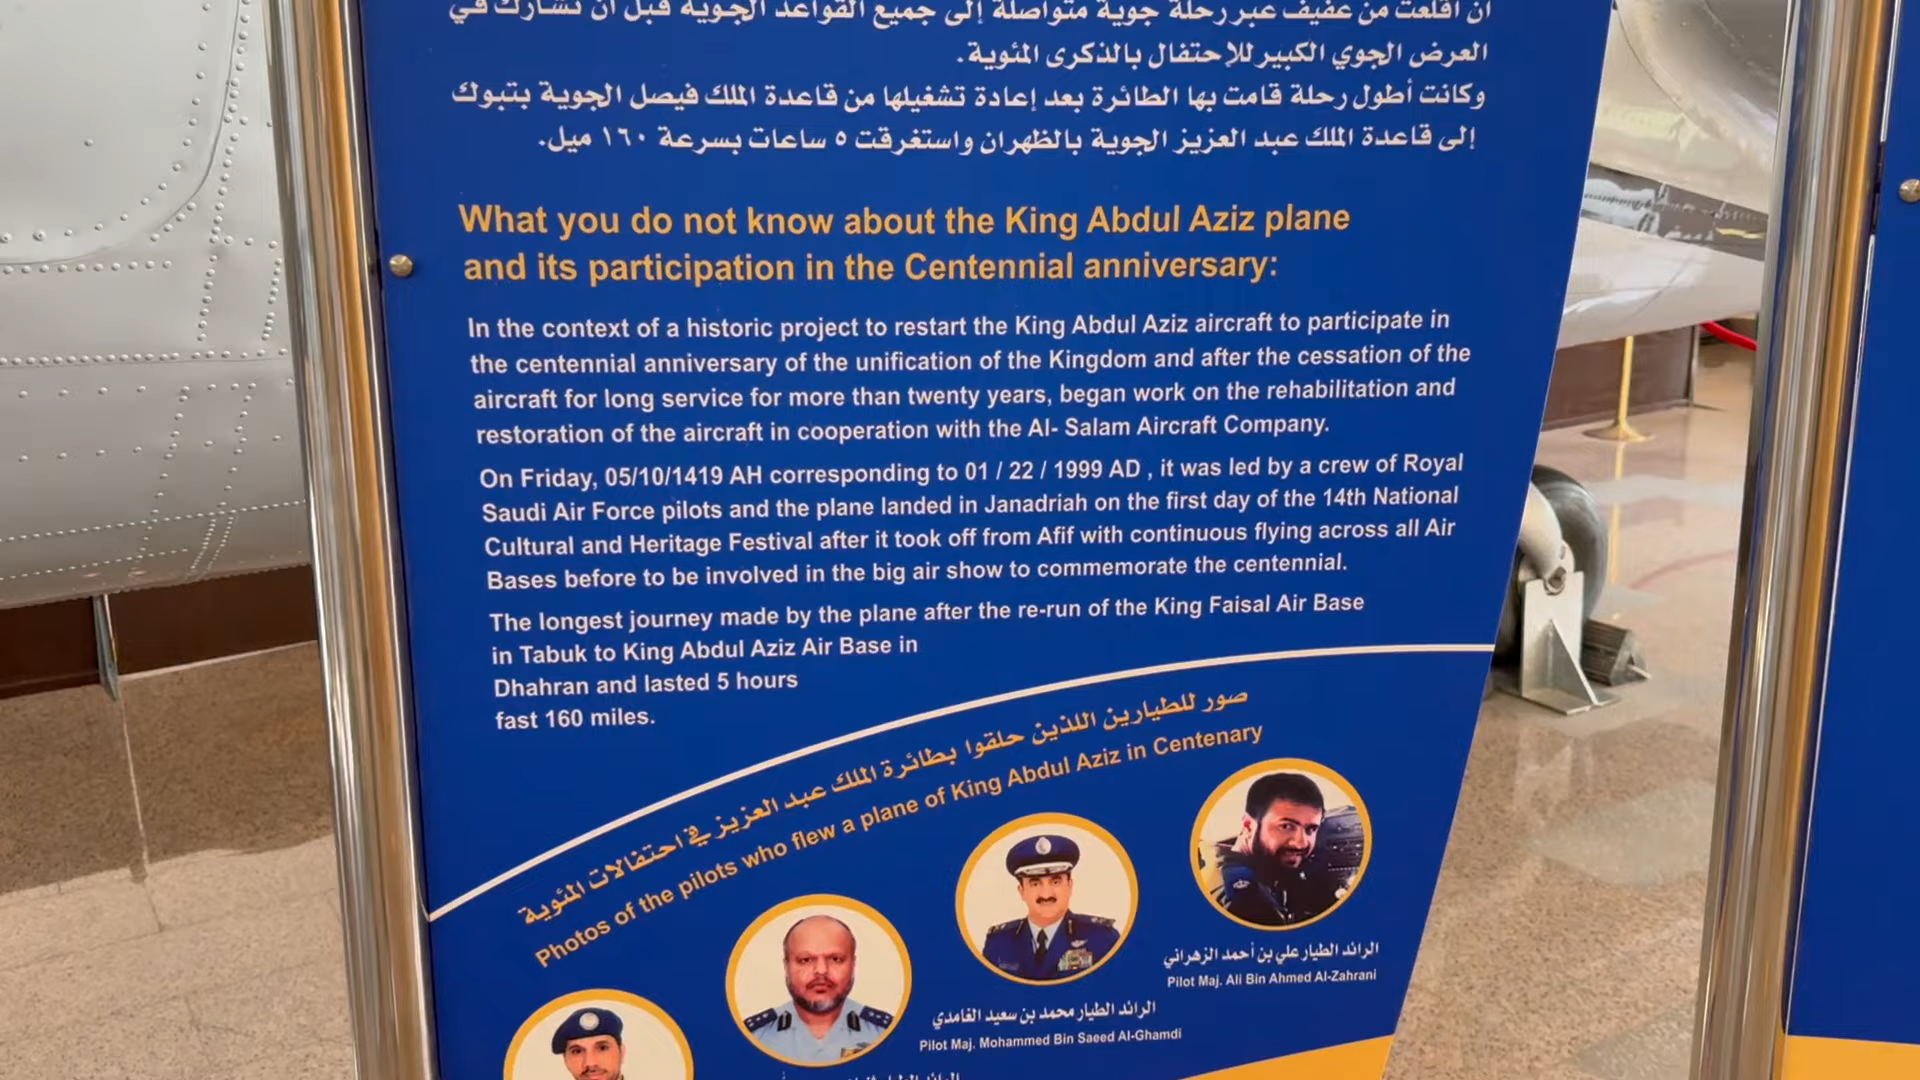 أن أقلعت من عفيف عبر رحلة جوية متواصلة إلى جميع القواعد الجوية قبل أن تشارك في
العرض الجوي الكبير للإحتفال بالذكرى المئوية.
وكانت أطول رحلة قامت بها الطائرة بعد إعادة تشغيلها من قاعدة الملك فيصل الجوية بتبوك
إلى قاعدة الملك عبد العزيز الجوية بالظهران واستغرقت ٥ ساعات بسرعة ١٦٠ ميل.
What you do not know about the King Abdul Aziz plane
and its participation in the Centennial anniversary:
In the context of a historic project to restart the King Abdul Aziz aircraft to participate in
the centennial anniversary of the unification of the Kingdom and after the cessation of the
aircraft for long service for more than twenty years, began work on the rehabilitation and
restoration of the aircraft in cooperation with the Al- Salam Aircraft Company.
On Friday, 05/10/1419 AH corresponding to 01 / 22 / 1999 AD , it was led by a crew of Royal
Saudi Air Force pilots and the plane landed in Janadriah on the first day of the 14th National
Cultural and Heritage Festival after it took off from Afif with continuous flying across all Air
Bases before to be involved in the big air show to commemorate the centennial.
The longest journey made by the plane after the re-run of the King Faisal Air Base
in Tabuk to King Abdul Aziz Air Base in
Dhahran and lasted 5 hours
fast 160 miles.
صور للطيارين اللذين حلقوا بطائرة الملك عبد العزيز في احتفالات المئوية
Photos of the pilots who flew a plane of King Abdul Aziz in Centenary
الرائد الطيار علي بن أحمد الزهراني
Pilot Maj. Ali Bin Ahmed Al-Zahrani
الرائد الطيار محمد بن سعيد الغامدي
Pilot Maj. Mohammed Bin Saeed Al-Ghamdi
الرائد الطيار